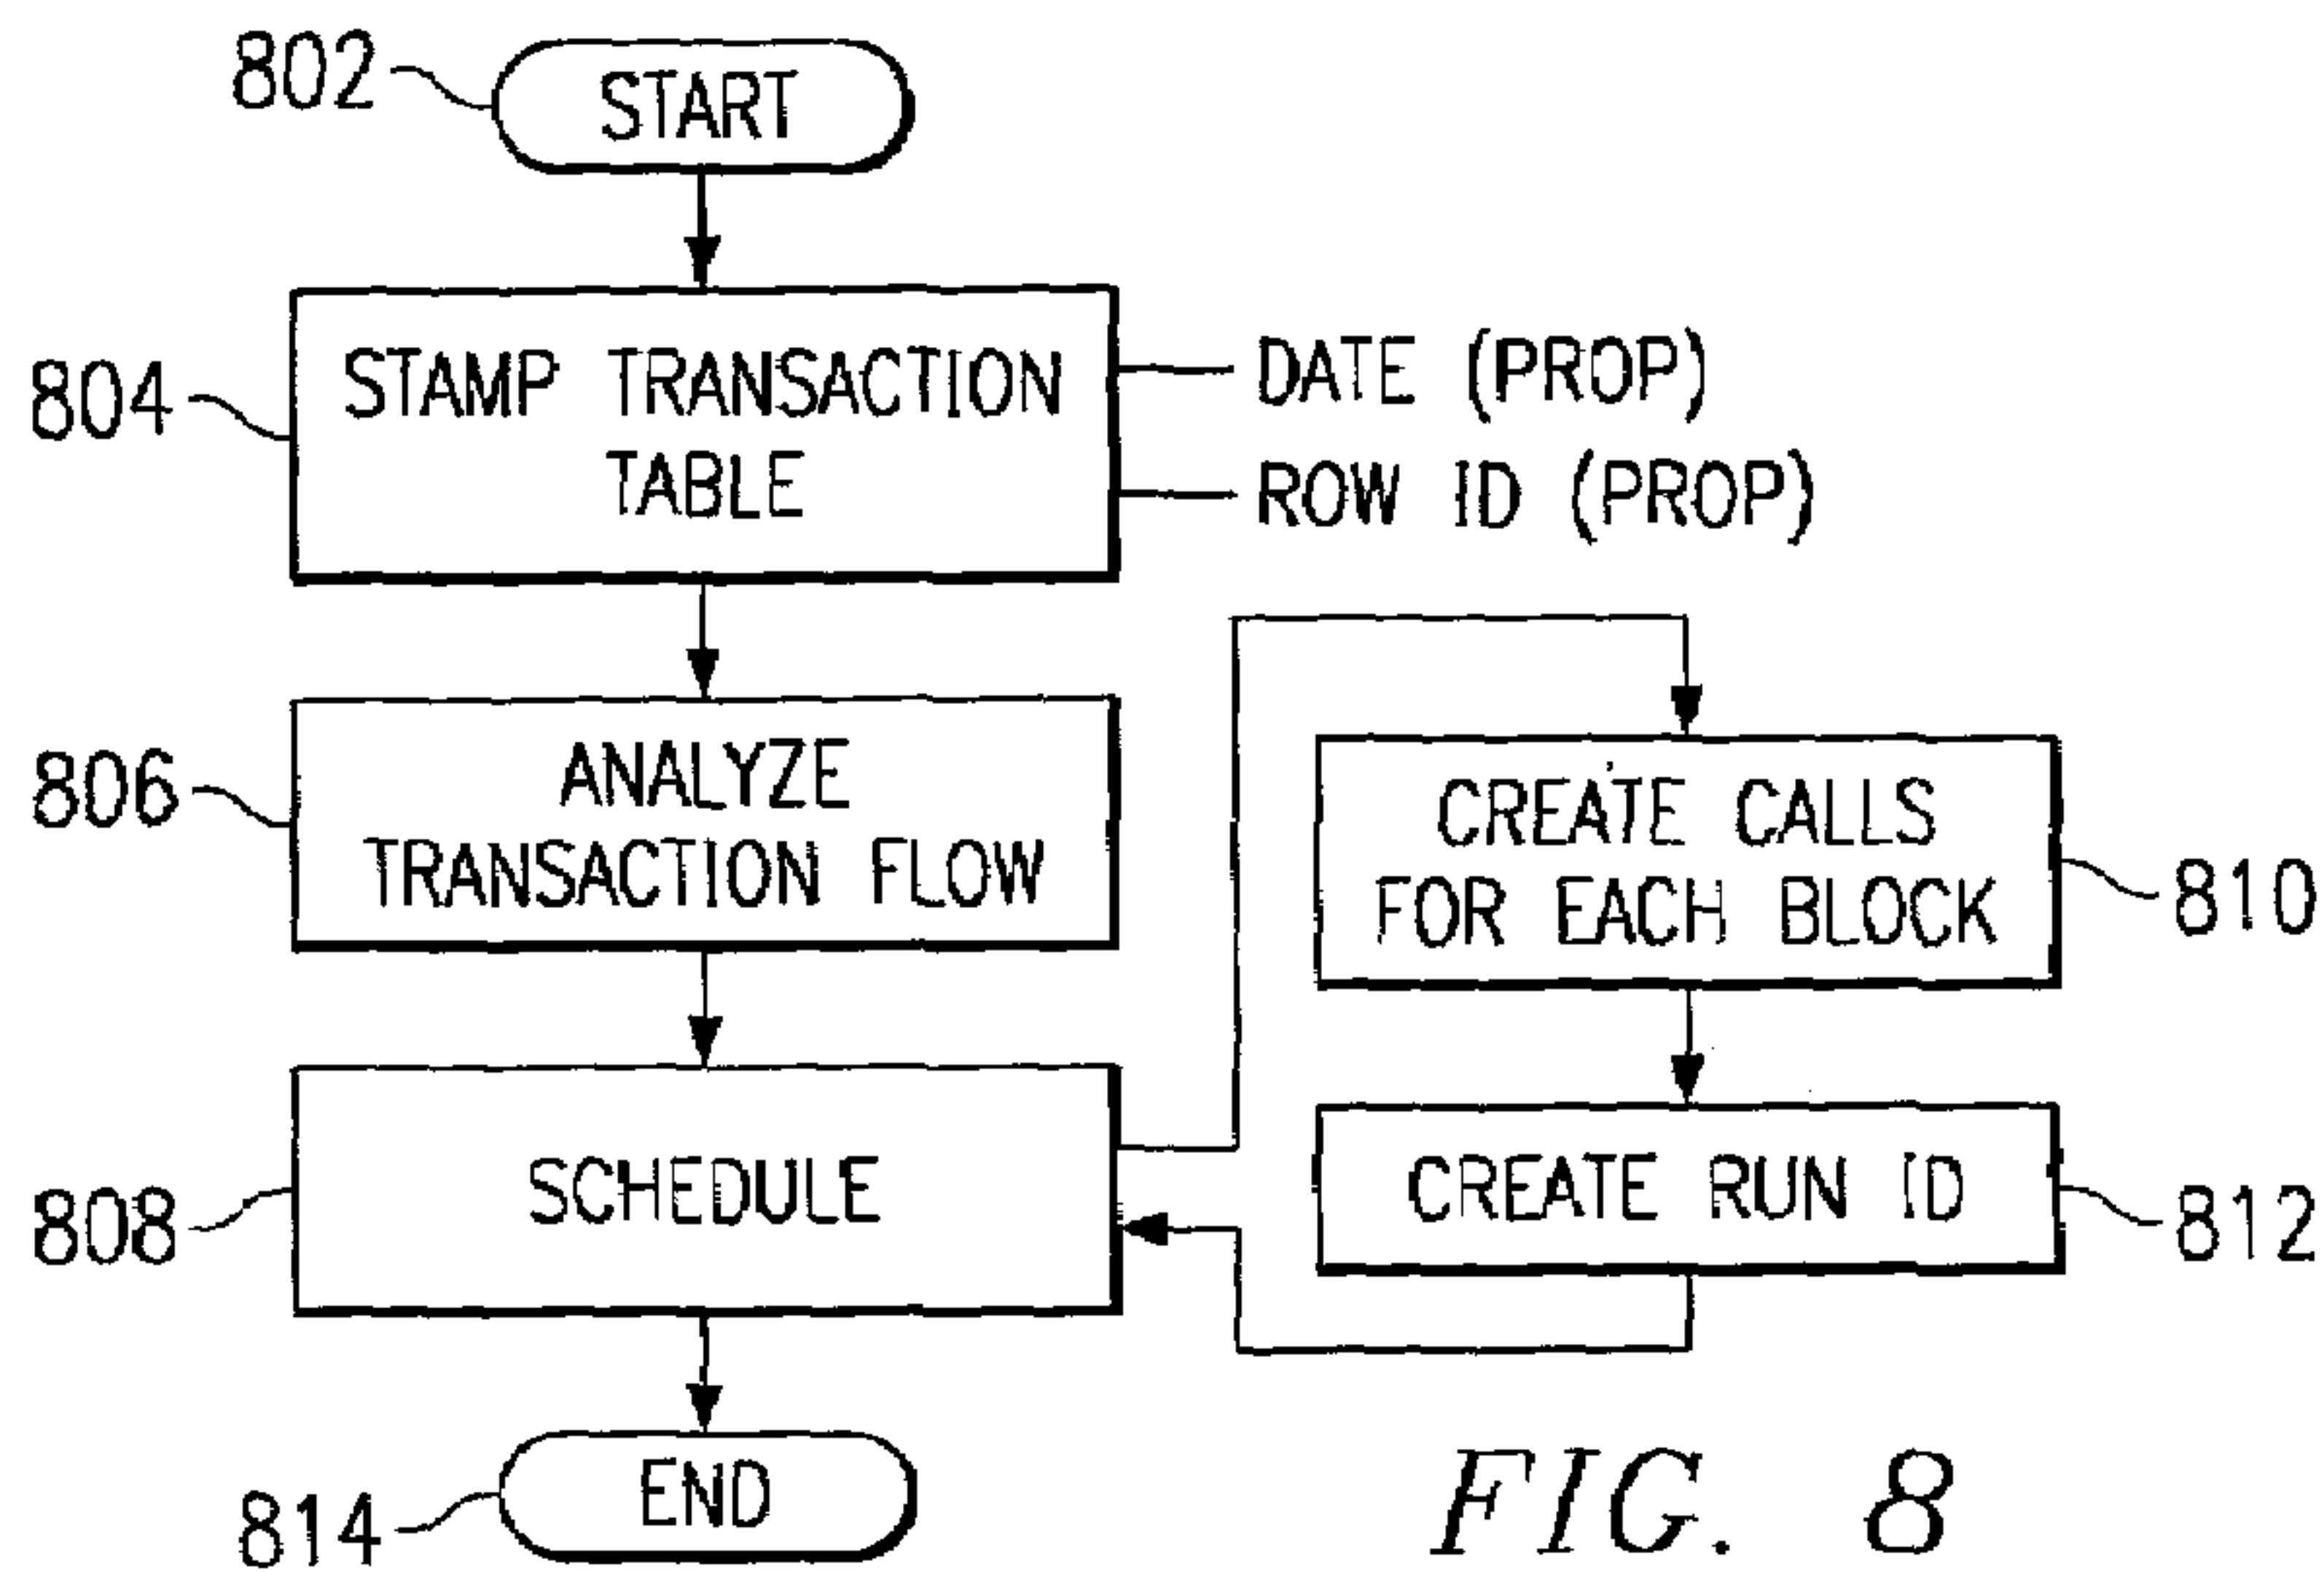 802
START
804
STAMP TRANSACTION
TABLE
DATE (PROP)
ROW ID (PROP)
806
ANALYZE
TRANSACTION FLOW
CREATE CALLS
FOR EACH BLOCK
810
808
SCHEDULE
CREATE RUN ID
812
814
END
FIG. 8